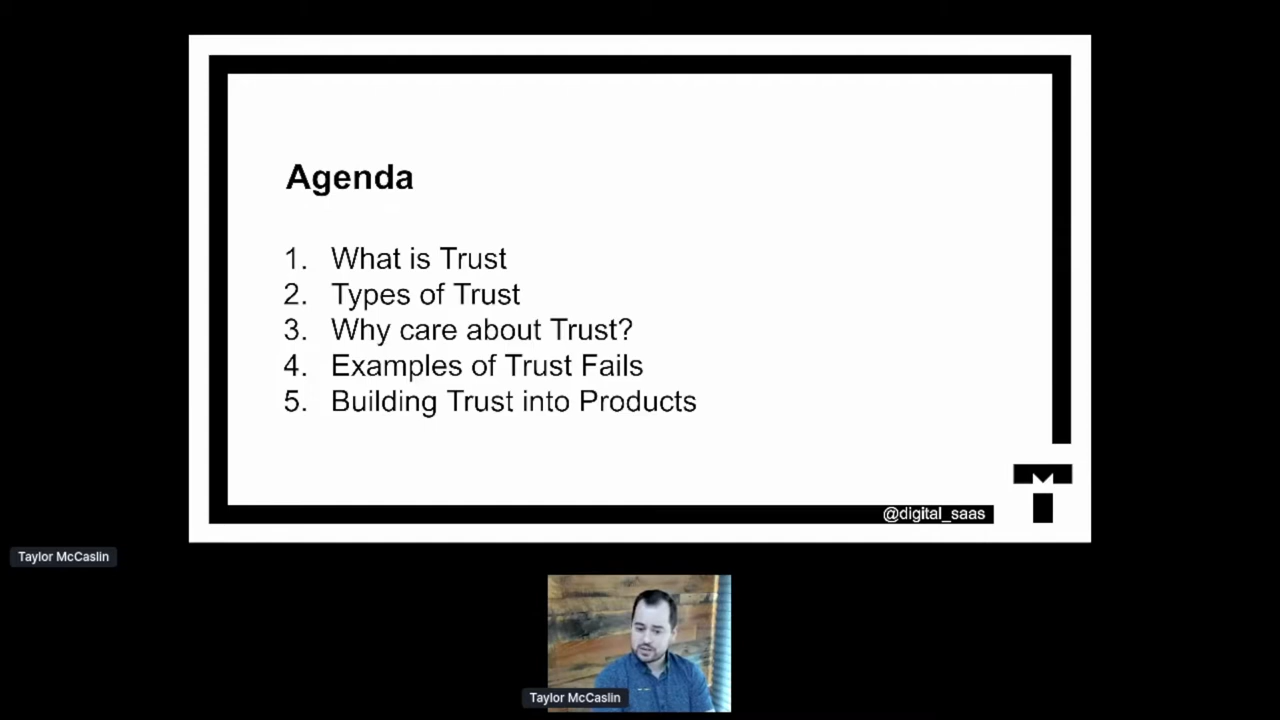 Agenda
1. What is Trust
2. Types of Trust
3. Why care about Trust?
4. Examples of Trust Fails
5. Building Trust into Products
@digital_saas
Taylor McCaslin
Taylor McCaslin